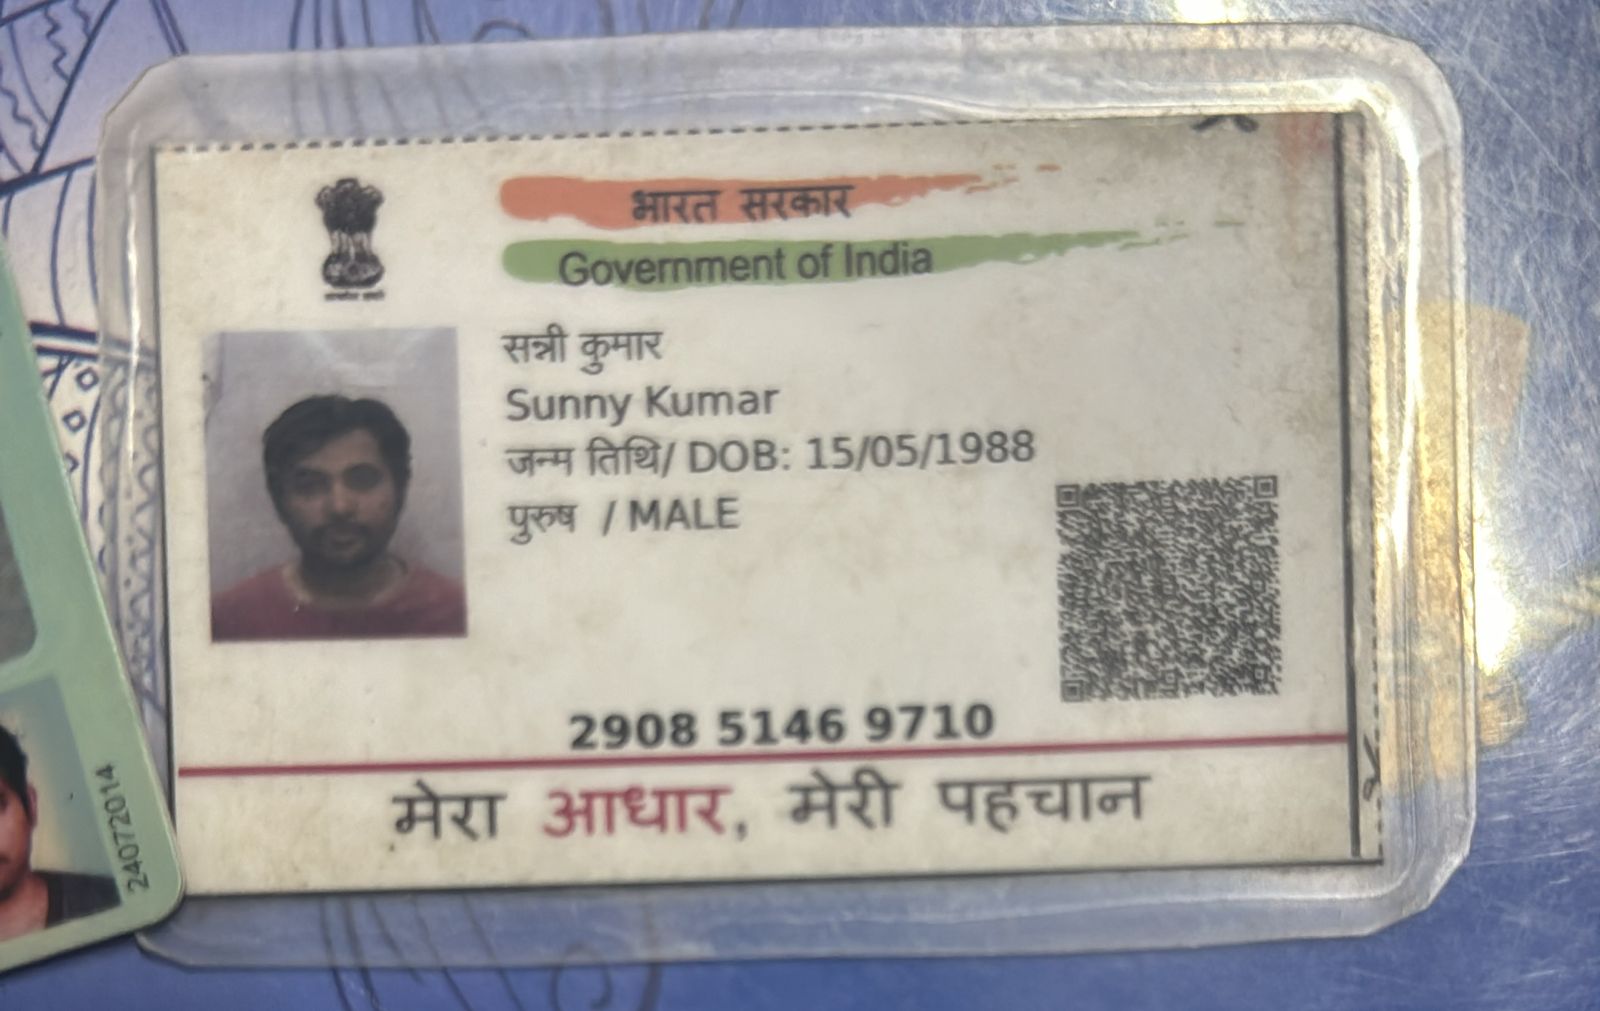 भारत सरकार
Government of India
सन्नी कुमार
Sunny Kumar
जन्म तिथि/ DOB: 15/05/1988
पुरुष / MALE
2908 5146 9710
मेरा आधार, मेरी पहचान
24072014